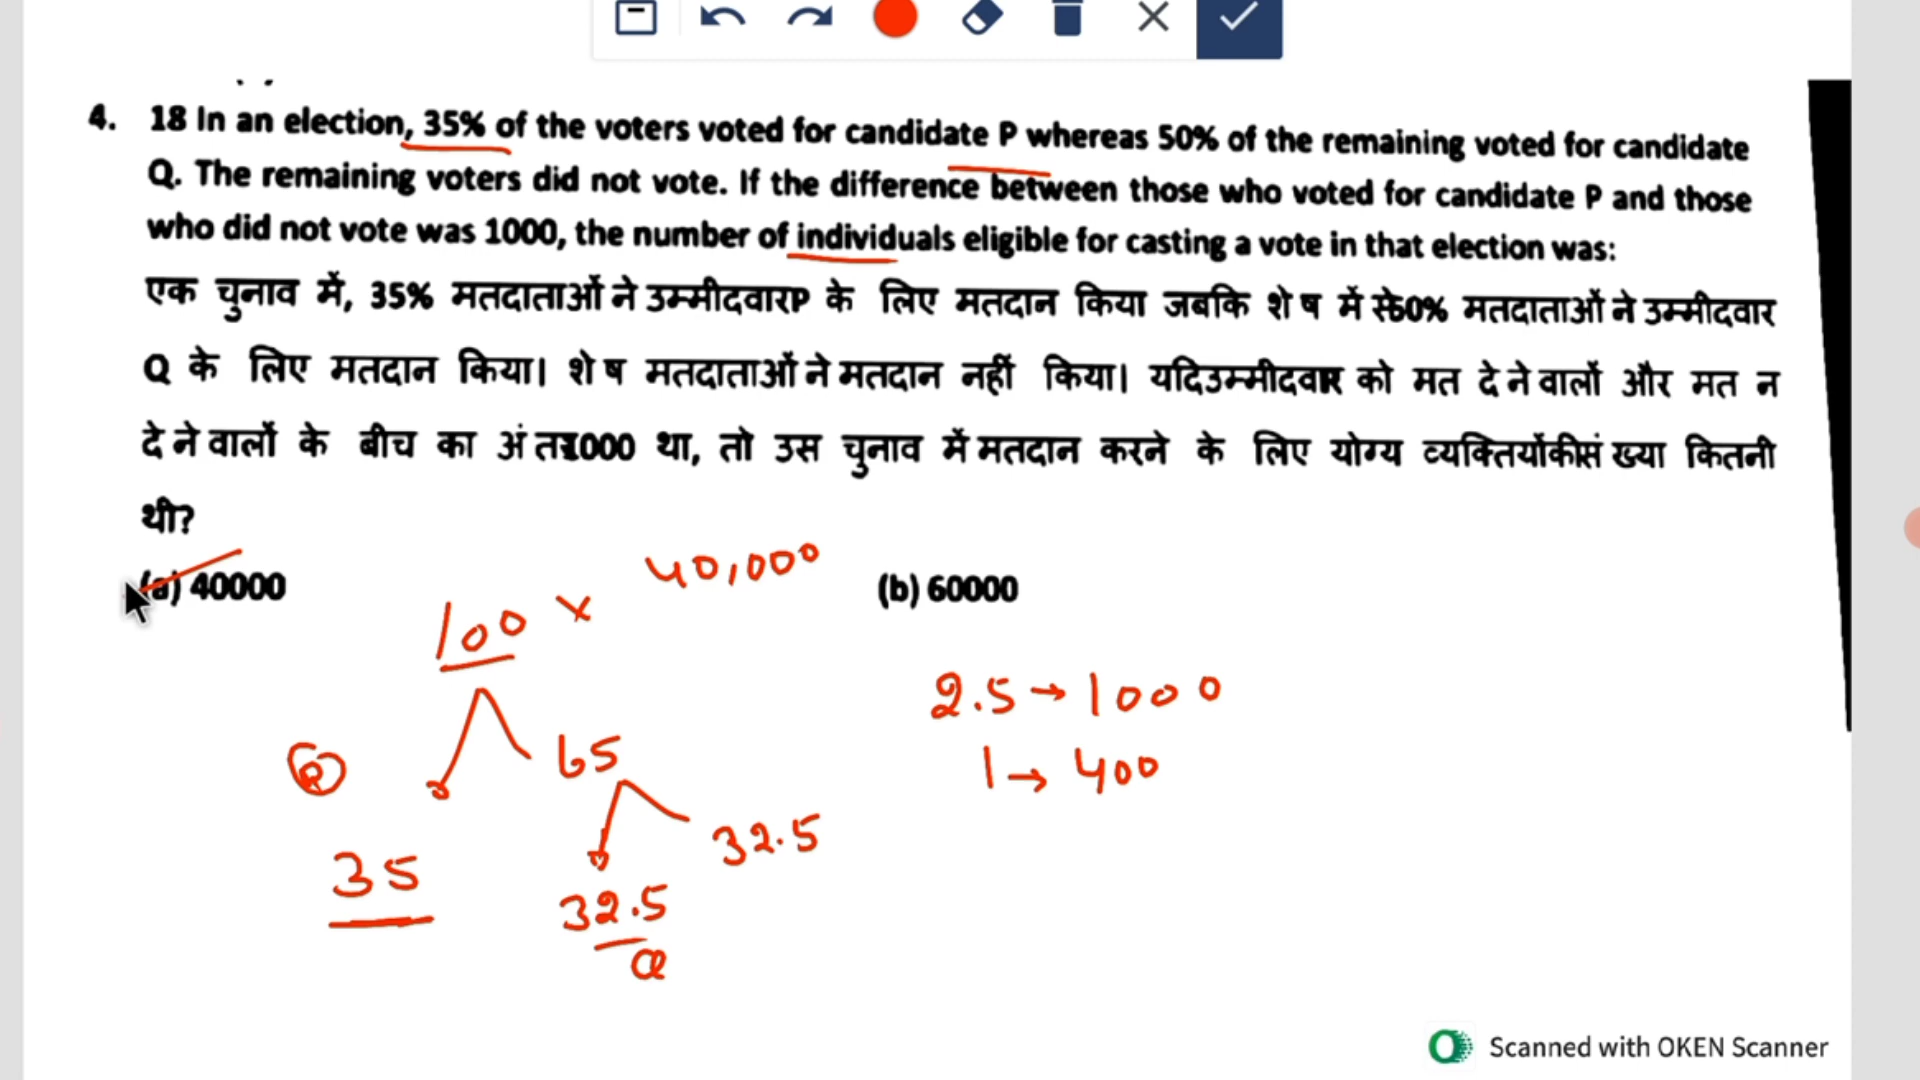 4. 18 In an election, 35% of the voters voted for candidate P whereas 50% of the remaining voted for candidate
Q. The remaining voters did not vote. If the difference between those who voted for candidate P and those
who did not vote was 1000, the number of individuals eligible for casting a vote in that election was:
एक चुनाव में, 35% मतदाताओं ने उम्मीदवारP के लिए मतदान किया जबकि शेष में से50% मतदाताओं ने उम्मीदवार
Q के लिए मतदान किया। शेष मतदाताओं ने मतदान नहीं किया। यदिउम्मीदवार को मत देने वालों और मत न
देने वालों के बीच का अंतर1000 था, तो उस चुनाव में मतदान करने के लिए योग्य व्यक्तियोंकीसंख्या कितनी
थी?
(a) 40000 (b) 60000
40,000
100 ×
2.5 → 1000
1 → 400
P 65
35 32.5
32.5
Q
Scanned with OKEN Scanner